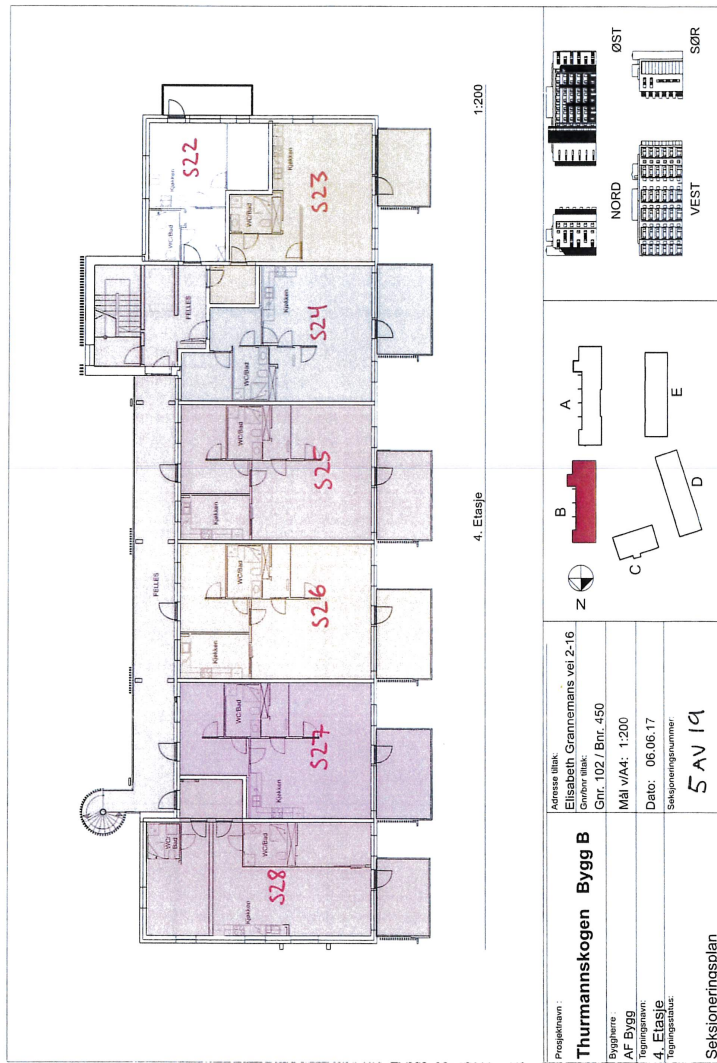 S22
Kjøkken
WC/Bad
S23
Kjøkken
WC/Bad
FELLES
S24
Kjøkken
WC/Bad
S25
WC/Bad
Kjøkken
S26
WC/Bad
Kjøkken
FELLES
S27
WC/Bad
Kjøkken
S28
WC/
Bad
WC/Bad
Kjøkken
4. Etasje
1:200
Prosjektnavn :
Thurmannskogen Bygg B
Byggherre :
AF Bygg
Tegningsnavn:
4. Etasje
Tegningsstatus:
Seksjoneringsplan
Adresse tiltak:
Elisabeth Grannemans vei 2-16
Gnr/bnr tiltak:
Gnr. 102 / Bnr. 450
Mål v/A4: 1:200
Dato: 06.06.17
Seksjoneringsnummer:
5 AV 19
N
A
B
C
D
E
NORD
ØST
VEST
SØR